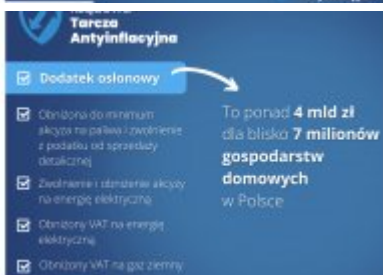 Tarcza
Antyinflacyjna
Dodatek osłonowy
Obniżona do minimum
akcyza na paliwa i zwolnienie
z podatku od sprzedaży
detalicznej
Zwolnienie i obniżenie akcyzy
na energię elektryczną
Obniżony VAT na energię
elektryczną
Obniżony VAT na gaz ziemny
To ponad 4 mld zł
dla blisko 7 milionów
gospodarstw
domowych
w Polsce